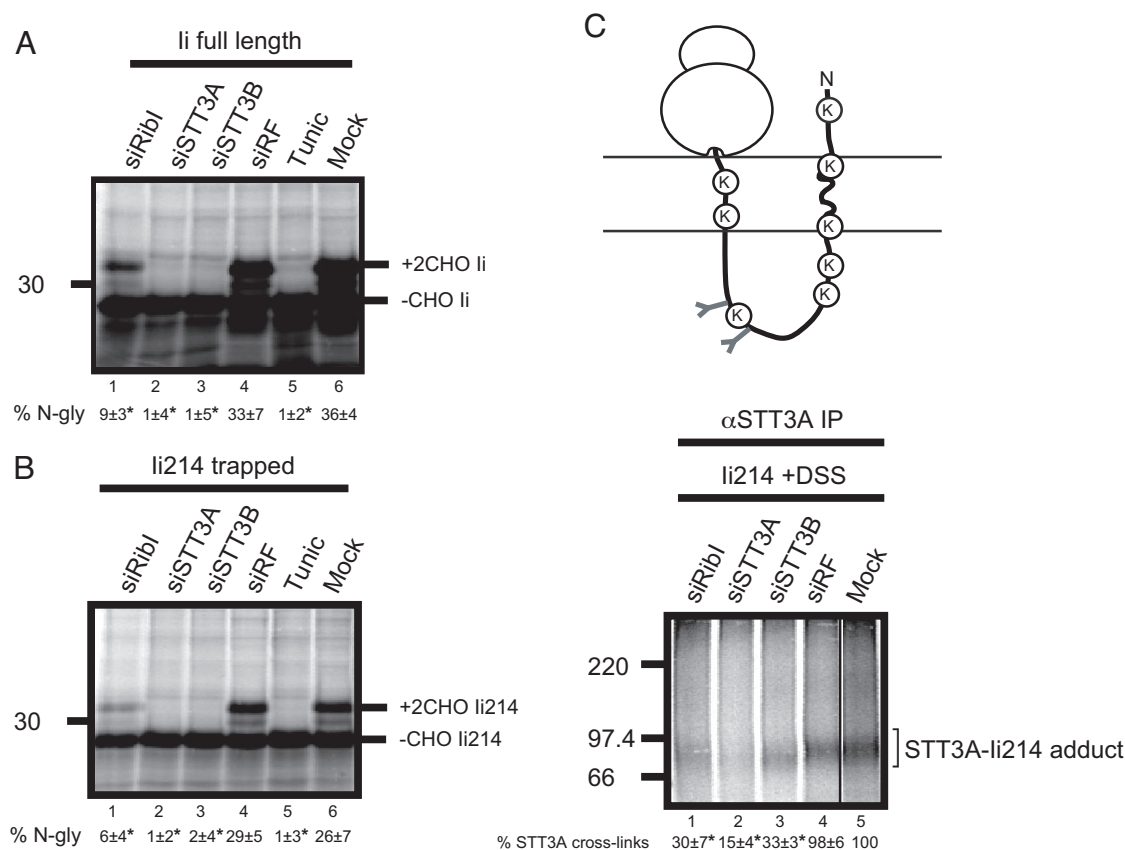 A
Ii full length
siRibI siSTT3A siSTT3B siRF Tunic Mock
30
+2CHO Ii
-CHO Ii
1 2 3 4 5 6
% N-gly 9±3* 1±4* 1±5* 33±7 1±2* 36±4
B
Ii214 trapped
siRibI siSTT3A siSTT3B siRF Tunic Mock
30
+2CHO Ii214
-CHO Ii214
1 2 3 4 5 6
% N-gly 6±4* 1±2* 2±4* 29±5 1±3* 26±7
C
N
K
K
K
K
K
K
K
K
αSTT3A IP
Ii214 +DSS
siRibI siSTT3A siSTT3B siRF Mock
220
97.4
66
STT3A-Ii214 adduct
1 2 3 4 5
% STT3A cross-links 30±7* 15±4* 33±3* 98±6 100